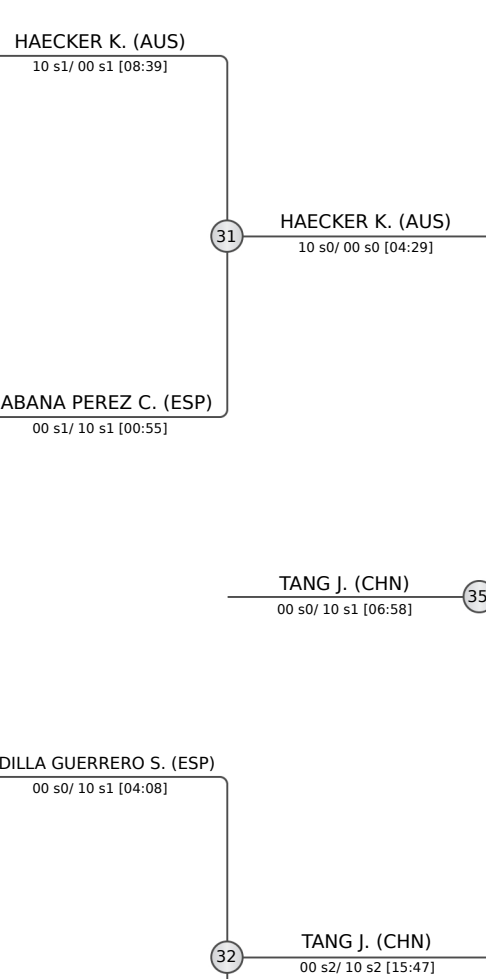 HAECKER K. (AUS)
10 s1/ 00 s1 [08:39]
31
HAECKER K. (AUS)
10 s0/ 00 s0 [04:29]
ABANA PEREZ C. (ESP)
00 s1/ 10 s1 [00:55]
TANG J. (CHN)
35
00 s0/ 10 s1 [06:58]
DILLA GUERRERO S. (ESP)
00 s0/ 10 s1 [04:08]
TANG J. (CHN)
32
00 s2/ 10 s2 [15:47]